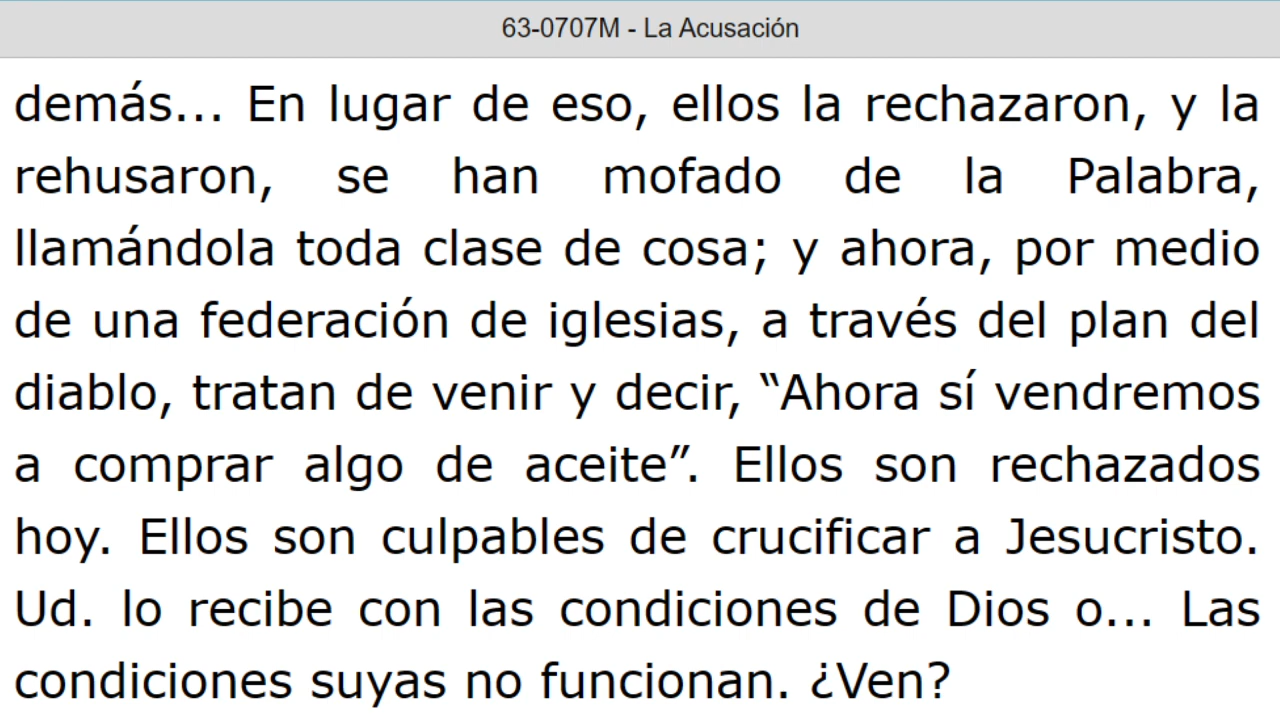 63-0707M - La Acusación
demás... En lugar de eso, ellos la rechazaron, y la
rehusaron, se han mofado de la Palabra,
llamándola toda clase de cosa; y ahora, por medio
de una federación de iglesias, a través del plan del
diablo, tratan de venir y decir, “Ahora sí vendremos
a comprar algo de aceite”. Ellos son rechazados
hoy. Ellos son culpables de crucificar a Jesucristo.
Ud. lo recibe con las condiciones de Dios o... Las
condiciones suyas no funcionan. ¿Ven?